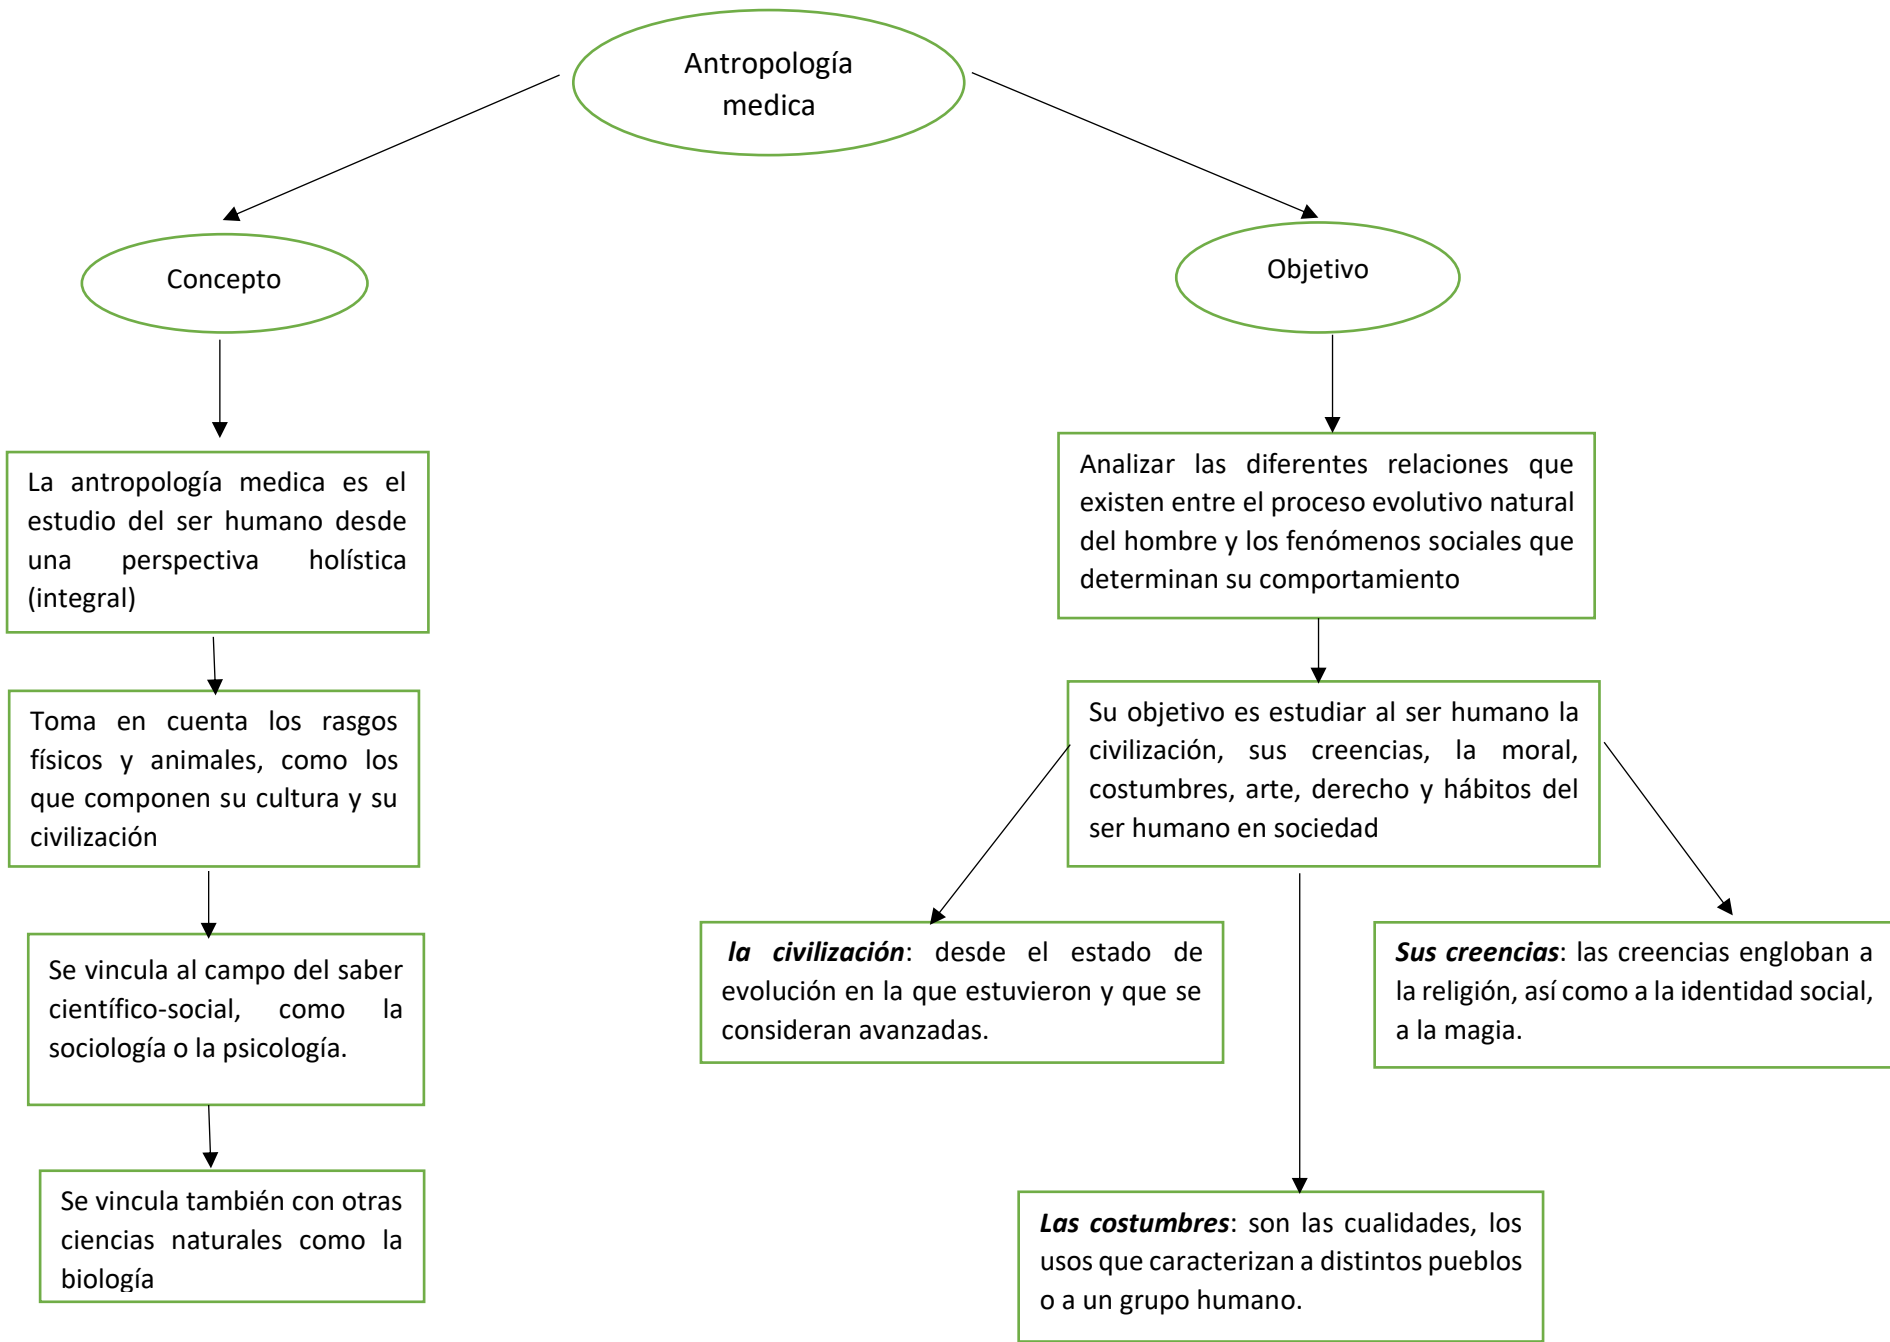 Antropología
medica
Concepto
Objetivo
La antropología medica es el
estudio del ser humano desde
una perspectiva holística
(integral)
Toma en cuenta los rasgos
físicos y animales, como los
que componen su cultura y su
civilización
Se vincula al campo del saber
científico-social, como la
sociología o la psicología.
Se vincula también con otras
ciencias naturales como la
biología
Analizar las diferentes relaciones que
existen entre el proceso evolutivo natural
del hombre y los fenómenos sociales que
determinan su comportamiento
Su objetivo es estudiar al ser humano la
civilización, sus creencias, la moral,
costumbres, arte, derecho y hábitos del
ser humano en sociedad
la civilización: desde el estado de
evolución en la que estuvieron y que se
consideran avanzadas.
Las costumbres: son las cualidades, los
usos que caracterizan a distintos pueblos
o a un grupo humano.
Sus creencias: las creencias engloban a
la religión, así como a la identidad social,
a la magia.